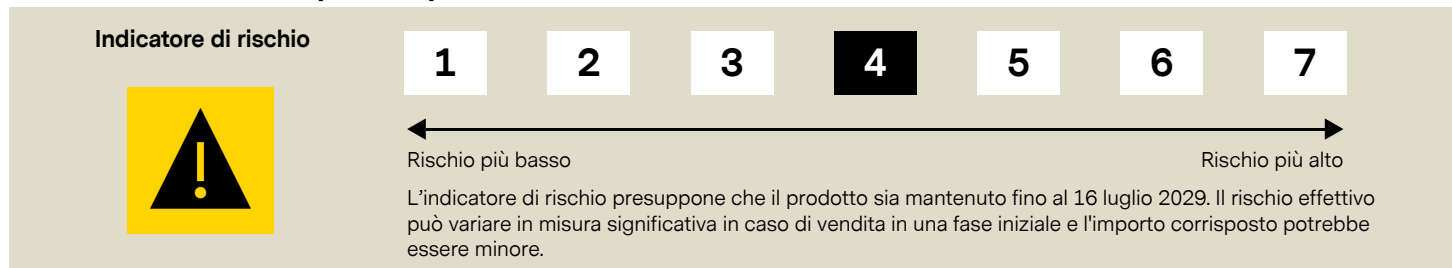 Indicatore di rischio
1 2 3 4 5 6 7
Rischio più basso Rischio più alto
L'indicatore di rischio presuppone che il prodotto sia mantenuto fino al 16 luglio 2029. Il rischio effettivo
può variare in misura significativa in caso di vendita in una fase iniziale e l'importo corrisposto potrebbe
essere minore.